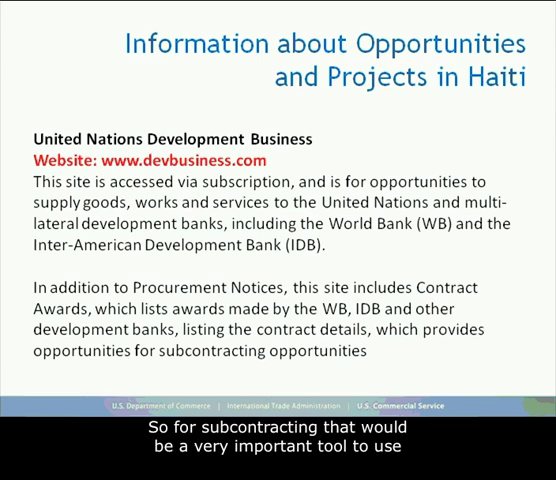 Information about Opportunities
and Projects in Haiti
United Nations Development Business
Website: www.devbusiness.com
This site is accessed via subscription, and is for opportunities to
supply goods, works and services to the United Nations and multi-
lateral development banks, including the World Bank (WB) and the
Inter-American Development Bank (IDB).
In addition to Procurement Notices, this site includes Contract
Awards, which lists awards made by the WB, IDB and other
development banks, listing the contract details, which provides
opportunities for subcontracting opportunities
U.S. Department of Commerce | International Trade Administration | U.S. Commercial Service
So for subcontracting that would
be a very important tool to use